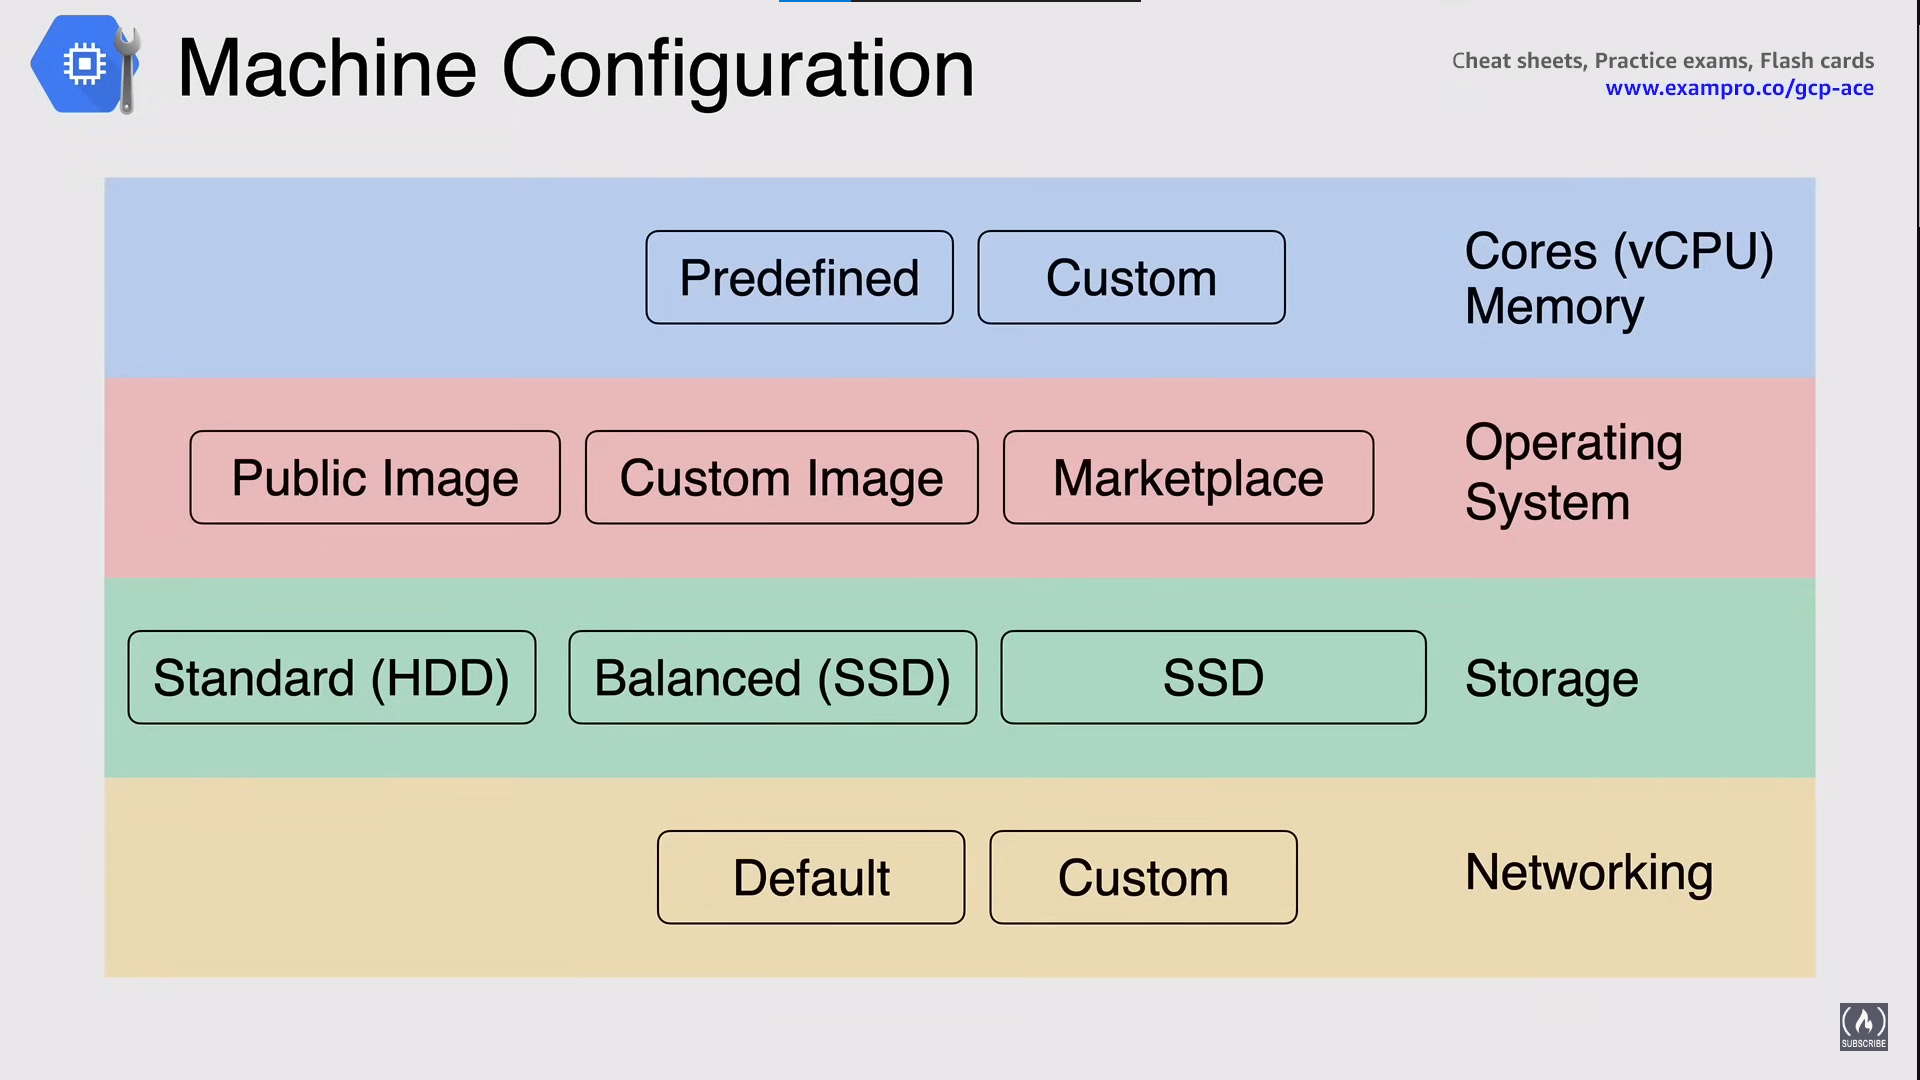 Machine Configuration
Cheat sheets, Practice exams, Flash cards
www.exampro.co/gcp-ace
Predefined
Custom
Cores (vCPU)
Memory
Public Image
Custom Image
Marketplace
Operating
System
Standard (HDD)
Balanced (SSD)
SSD
Storage
Default
Custom
Networking
SUBSCRIBE